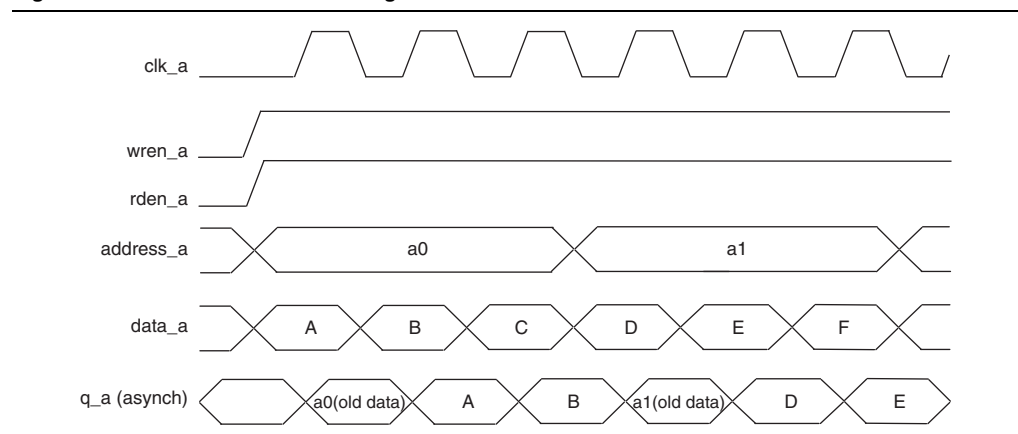 clk_a
wren_a
rden_a
address_a a0 a1
data_a A B C D E F
q_a (asynch) a0(old data) A B a1(old data) D E